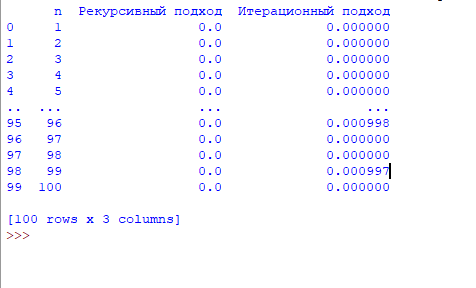 n Рекурсивный подход Итерационный подход
0 1 0.0 0.000000
1 2 0.0 0.000000
2 3 0.0 0.000000
3 4 0.0 0.000000
4 5 0.0 0.000000
.. ... ... ...
95 96 0.0 0.000998
96 97 0.0 0.000000
97 98 0.0 0.000000
98 99 0.0 0.000997
99 100 0.0 0.000000
[100 rows x 3 columns]
>>>